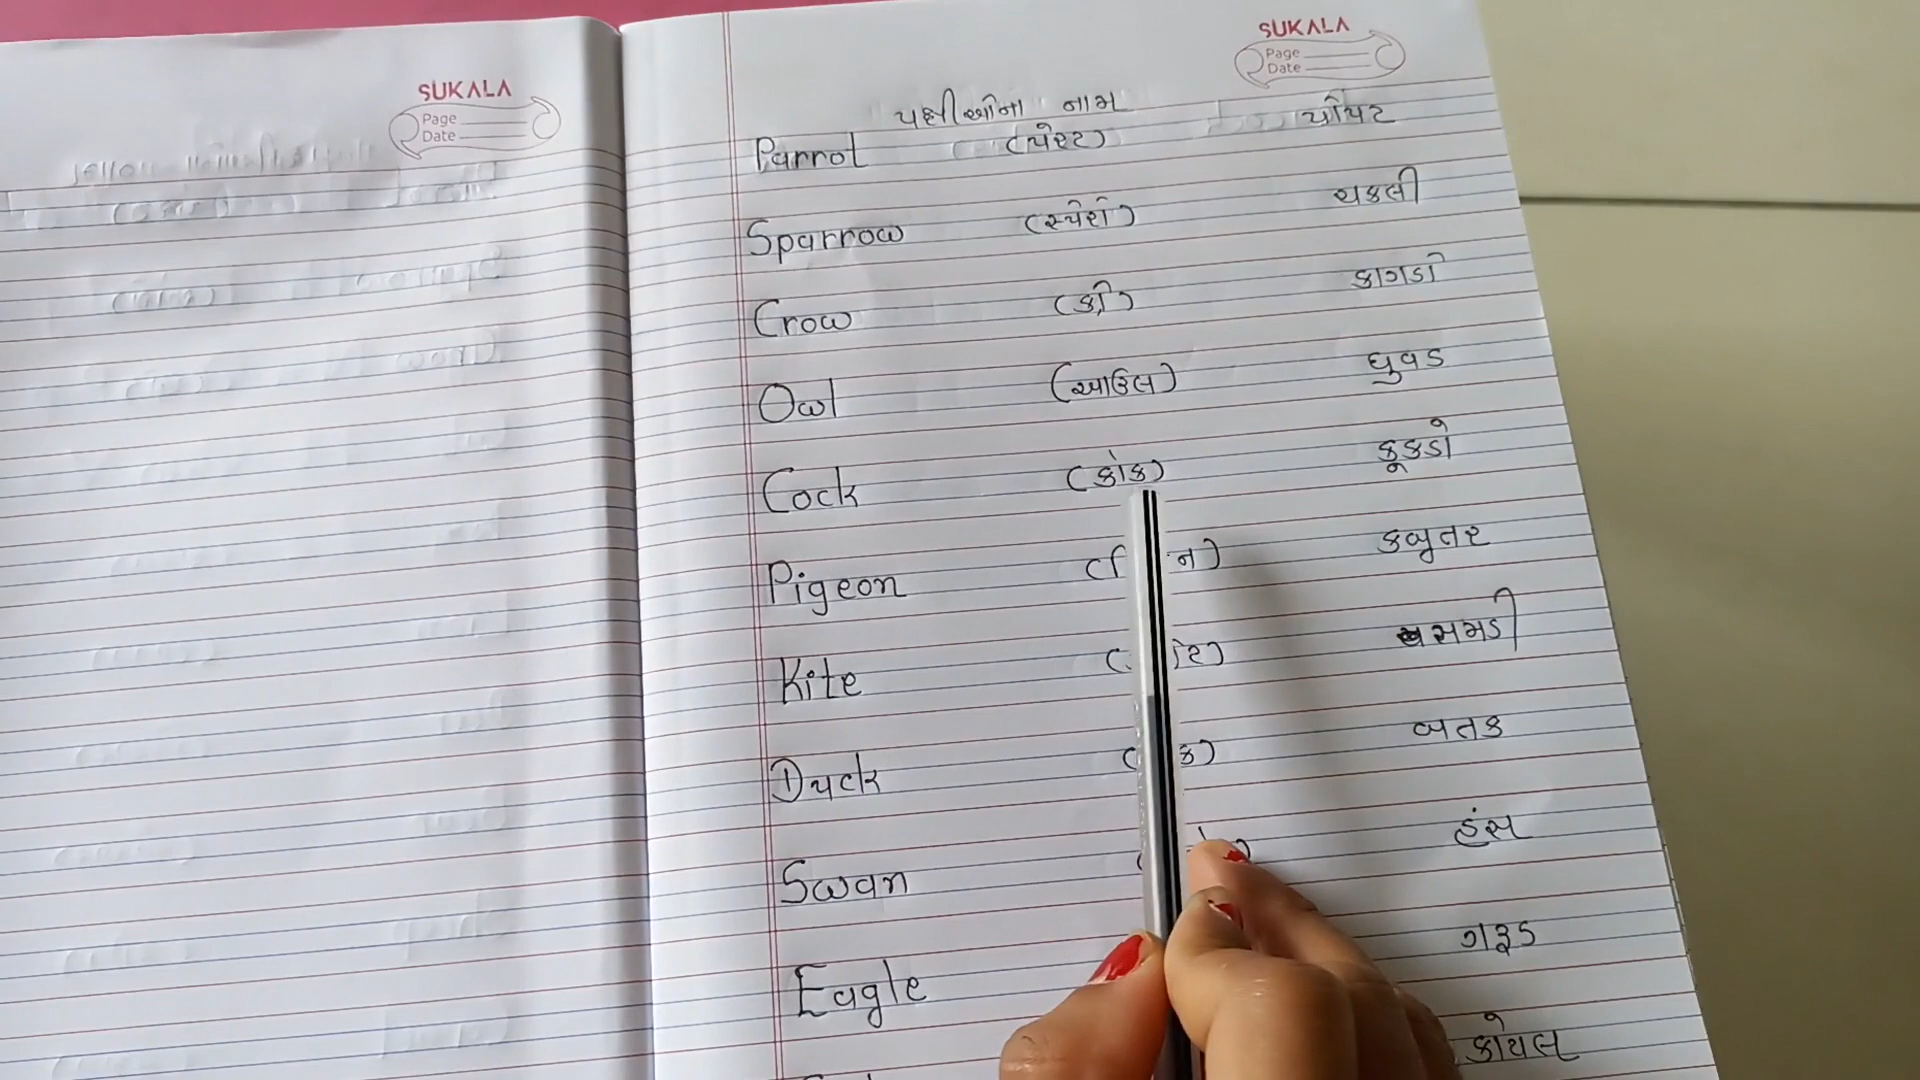 SUKALA
Page
Date
SUKALA
Page
Date
પક્ષીઓના નામ
Parrot (પેરટ) પોપટ
Sparrow (સ્પેરો) ચકલી
Crow (ક્રો) કાગડો
Owl (આઉલ) ઘુવડ
Cock (કોક) કૂકડો
Pigeon કબુતર
Kite સમડી
Duck બતક
Swan હંસ
Eagle ગરૂડ
કોયલ